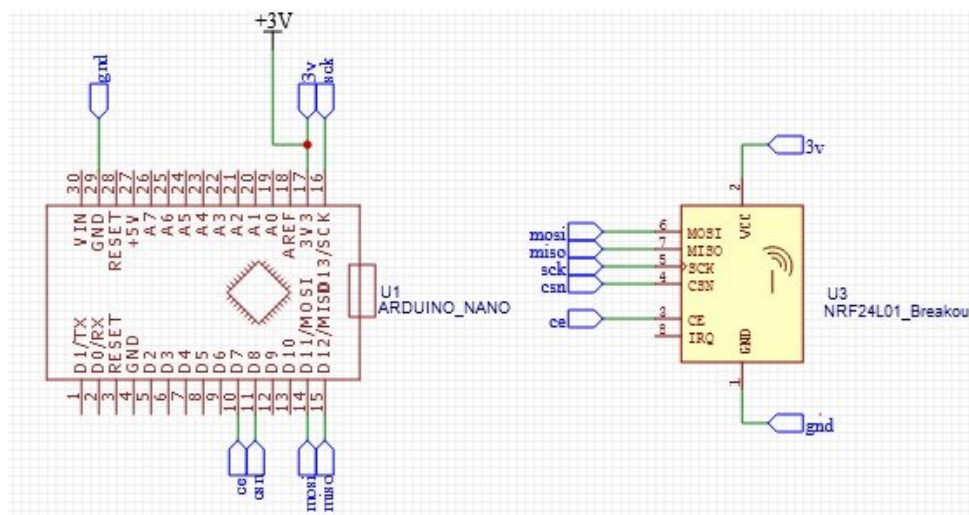 +3V
gnd
3v
sck
30 29 28 27 26 25 24 23 22 21 20 19 18 17 16
VIN GND RESET +5V A7 A6 A5 A4 A3 A2 A1 A0 AREF 3V3 D13/SCK
U1
ARDUINO_NANO
D1/TX D0/RX RESET GND D2 D3 D4 D5 D6 D7 D8 D9 D10 D11/MOSI D12/MISO
1 2 3 4 5 6 7 8 9 10 11 12 13 14 15
ce
csn
mosi
miso
3v
2
VCC
mosi 6 MOSI
miso 7 MISO
sck 5 SCK
csn 4 CSN
ce 3 CE
8 IRQ
GND
1
gnd
U3
NRF24L01_Breakou